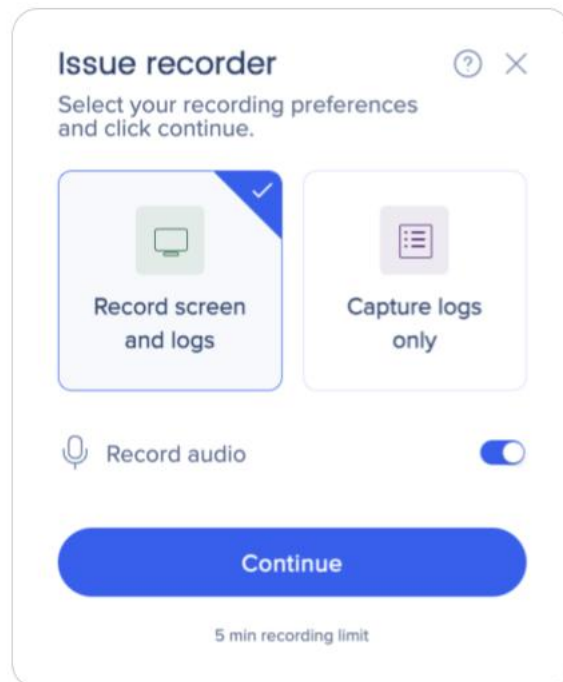 Issue recorder
Select your recording preferences
and click continue.
Record screen
and logs
Capture logs
only
Record audio
Continue
5 min recording limit